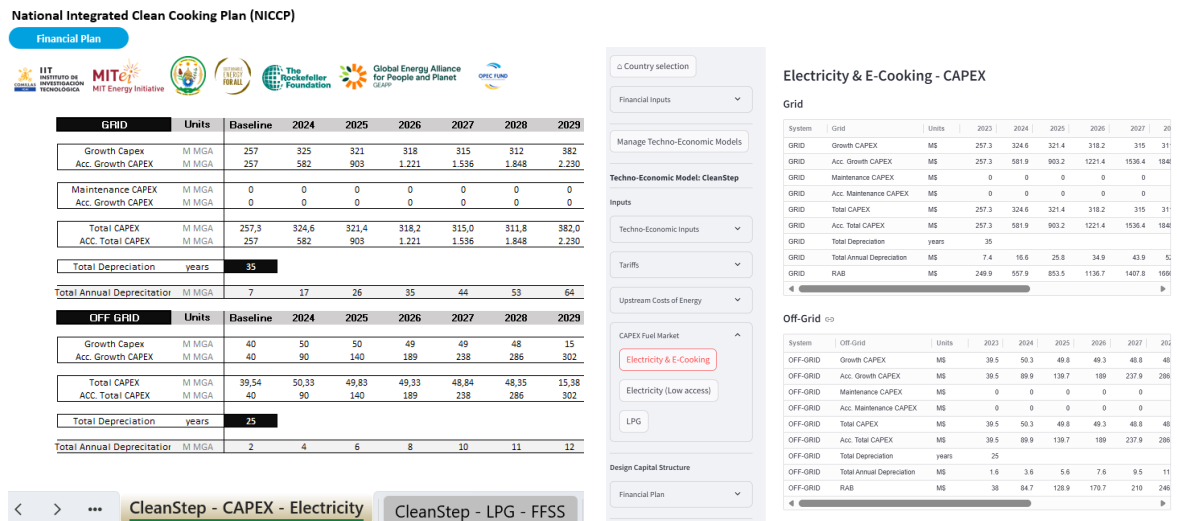 National Integrated Clean Cooking Plan (NICCP)
Financial Plan
IIT INSTITUTO DE INVESTIGACIÓN TECNOLÓGICA
COMILLAS
MITei
MIT Energy Initiative
SUSTAINABLE ENERGY FOR ALL
The Rockefeller Foundation
Global Energy Alliance for People and Planet
GEAPP
OPEC FUND
GRID Units Baseline 2024 2025 2026 2027 2028 2029
Growth Capex M MGA 257 325 321 318 315 312 382
Acc. Growth CAPEX M MGA 257 582 903 1.221 1.536 1.848 2.230
Maintenance CAPEX M MGA 0 0 0 0 0 0 0
Acc. Growth CAPEX M MGA 0 0 0 0 0 0 0
Total CAPEX M MGA 257,3 324,6 321,4 318,2 315,0 311,8 382,0
ACC. Total CAPEX M MGA 257 582 903 1.221 1.536 1.848 2.230
Total Depreciation years 35
Total Annual Deprecitation M MGA 7 17 26 35 44 53 64
OFF GRID Units Baseline 2024 2025 2026 2027 2028 2029
Growth Capex M MGA 40 50 50 49 49 48 15
Acc. Growth CAPEX M MGA 40 90 140 189 238 286 302
Total CAPEX M MGA 39,54 50,33 49,83 49,33 48,84 48,35 15,38
ACC. Total CAPEX M MGA 40 90 140 189 238 286 302
Total Depreciation years 25
Total Annual Deprecitation M MGA 2 4 6 8 10 11 12
CleanStep - CAPEX - Electricity
CleanStep - LPG - FFSS
Country selection
Financial Inputs
Manage Techno-Economic Models
Techno-Economic Model: CleanStep
Inputs
Techno-Economic Inputs
Tariffs
Upstream Costs of Energy
CAPEX Fuel Market
Electricity & E-Cooking
Electricity (Low access)
LPG
Design Capital Structure
Financial Plan
Electricity & E-Cooking - CAPEX
Grid
System Grid Units 2023 2024 2025 2026 2027 20
GRID Growth CAPEX M$ 257.3 324.6 321.4 318.2 315 31
GRID Acc. Growth CAPEX M$ 257.3 581.9 903.2 1221.4 1536.4 184
GRID Maintenance CAPEX M$ 0 0 0 0 0
GRID Acc. Maintenance CAPEX M$ 0 0 0 0 0
GRID Total CAPEX M$ 257.3 324.6 321.4 318.2 315 31
GRID Acc. Total CAPEX M$ 257.3 581.9 903.2 1221.4 1536.4 184
GRID Total Depreciation years 35
GRID Total Annual Depreciation M$ 7.4 16.6 25.8 34.9 43.9 5
GRID RAB M$ 249.9 557.9 853.5 1136.7 1407.8 166
Off-Grid
System Off-Grid Units 2023 2024 2025 2026 2027 202
OFF-GRID Growth CAPEX M$ 39.5 50.3 49.8 49.3 48.8 48
OFF-GRID Acc. Growth CAPEX M$ 39.5 89.9 139.7 189 237.9 286
OFF-GRID Maintenance CAPEX M$ 0 0 0 0 0
OFF-GRID Acc. Maintenance CAPEX M$ 0 0 0 0 0
OFF-GRID Total CAPEX M$ 39.5 50.3 49.8 49.3 48.8 48
OFF-GRID Acc. Total CAPEX M$ 39.5 89.9 139.7 189 237.9 286
OFF-GRID Total Depreciation years 25
OFF-GRID Total Annual Depreciation M$ 1.6 3.6 5.6 7.6 9.5 11
OFF-GRID RAB M$ 38 84.7 128.9 170.7 210 246